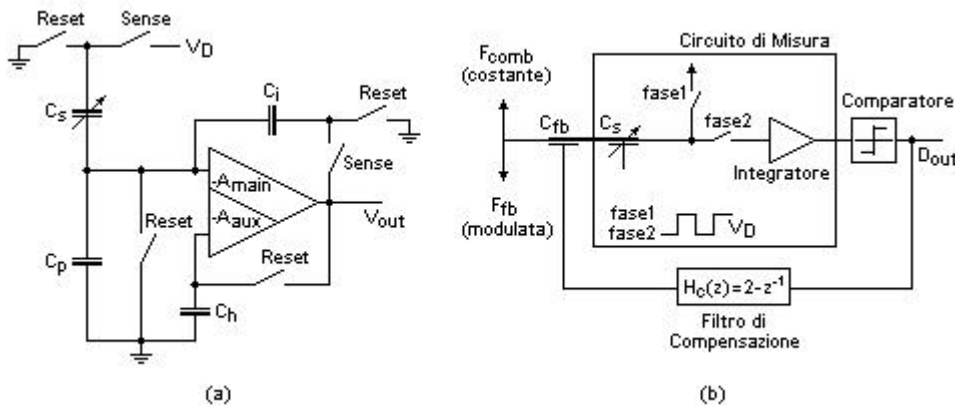 Reset
Sense
V_D
C_s
C_i
Reset
Sense
-A_main
-A_aux
V_out
Reset
Reset
C_p
C_h
(a)
Circuito di Misura
F_comb
(costante)
fase1
Comparatore
C_fb
C_s
fase2
D_out
Integratore
F_fb
(modulata)
fase1
fase2
V_D
H_c(z)=2-z^-1
Filtro di
Compensazione
(b)